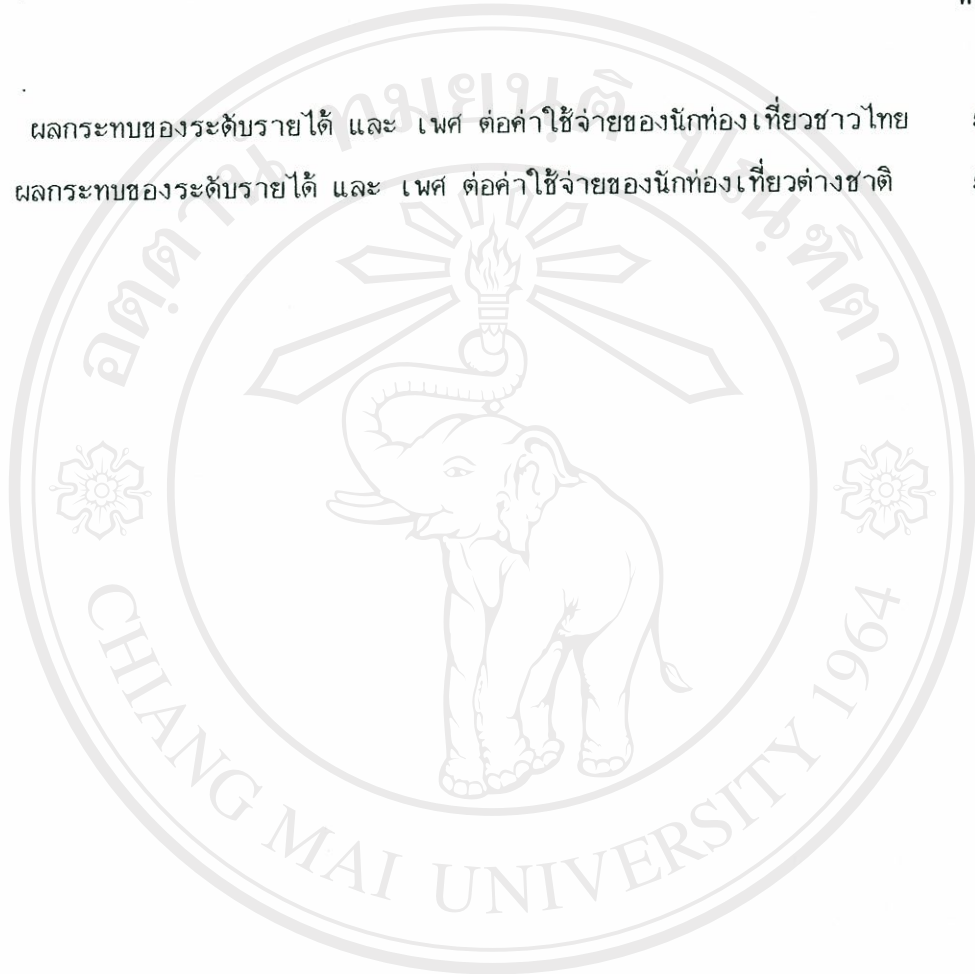 ผลกระทบของระดับรายได้ และ เพศ ต่อค่าใช้จ่ายของนักท่องเที่ยวชาวไทย
ผลกระทบของระดับรายได้ และ เพศ ต่อค่าใช้จ่ายของนักท่องเที่ยวต่างชาติ
CHIANG MAI UNIVERSITY 1964